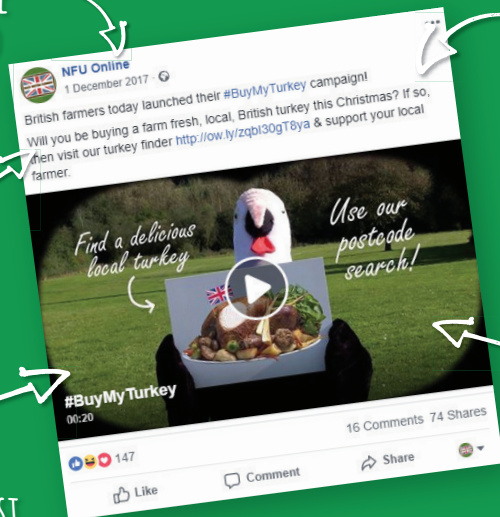 NFU Online
1 December 2017
British farmers today launched their #BuyMyTurkey campaign!
Will you be buying a farm fresh, local, British turkey this Christmas? If so,
then visit our turkey finder http://ow.ly/zqbI30gT8ya & support your local
farmer.
Find a delicious
local turkey
Use our
postcode
search!
#BuyMyTurkey
00:20
147
16 Comments 74 Shares
Like
Comment
Share